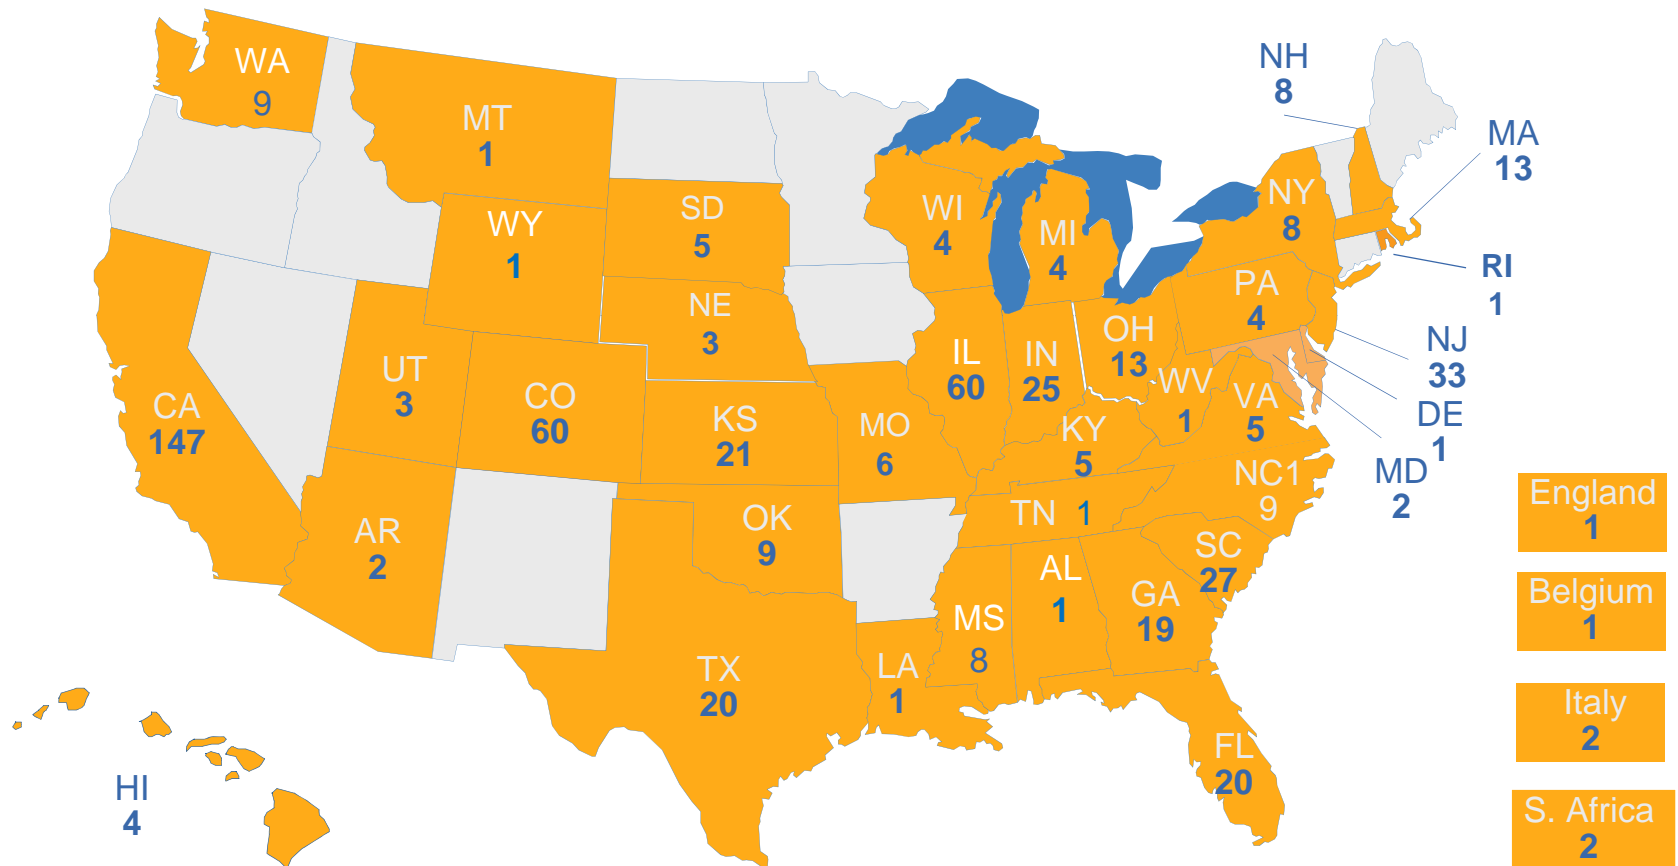 WA
9
MT
1
WY
1
SD
5
NE
3
UT
3
CO
60
CA
147
KS
21
AR
2
OK
9
TX
20
WI
4
MI
4
IL
60
IN
25
OH
13
MO
6
KY
5
WV
1
VA
5
TN 1
NC1
9
SC
27
AL
1
GA
19
MS
8
LA
1
FL
20
PA
4
NY
8
NH
8
MA
13
RI
1
NJ
33
DE
1
MD
2
HI
4
England
1
Belgium
1
Italy
2
S. Africa
2